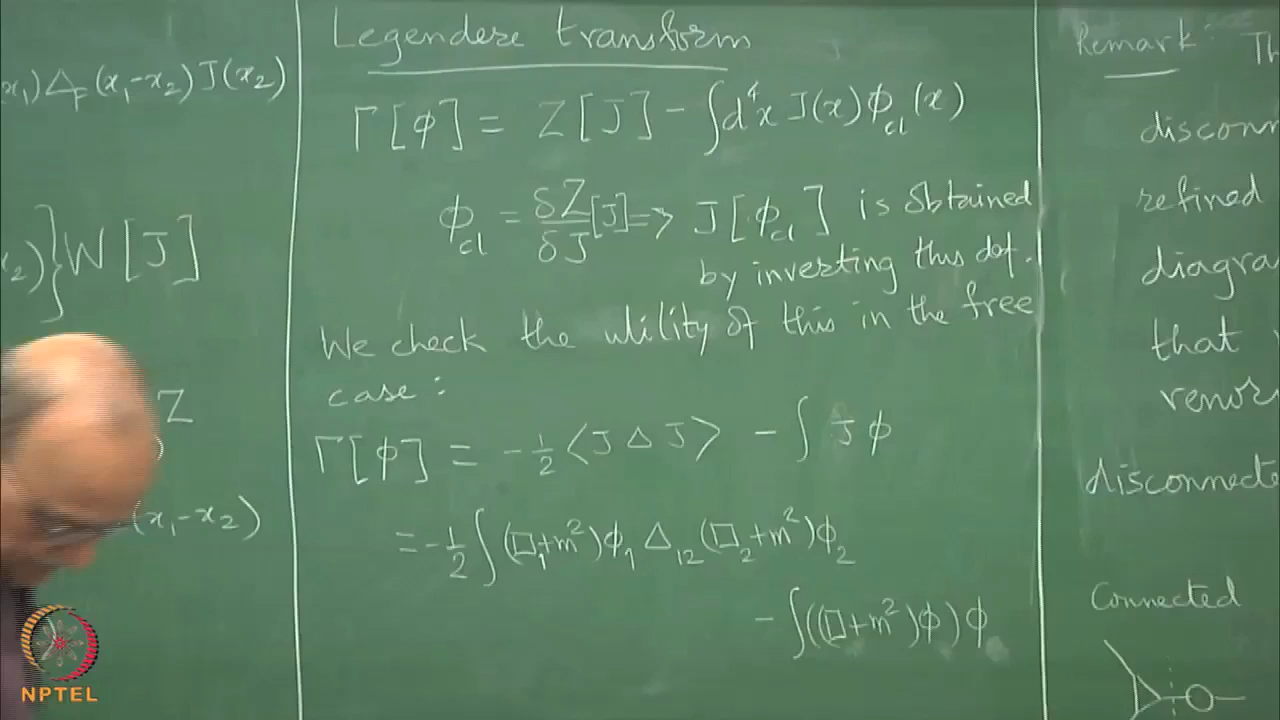 x₁) Δ_F (x₁-x₂) J(x₂)
x₂)} W[J]
Z
(x₁-x₂)
Legendere transform
Γ[φ] = Z[J] - ∫d⁴x J(x) φ_cl(x)
φ_cl = δZ/δJ [J] => J[φ_cl] is obtained
by inverting this def.
We check the utility of this in the free
case:
Γ[φ] = -½ <J Δ J> - ∫ J φ
= -½ ∫(□₁+m²)φ₁ Δ₁₂ (□₂+m²)φ₂
- ∫((□+m²)φ) φ
Remark: Th
disconn
refined
diagra
that
renor
disconnecte
Connected
NPTEL